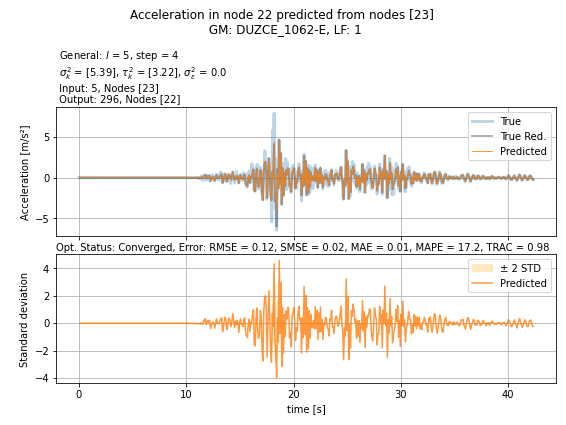 Acceleration in node 22 predicted from nodes [23]
GM: DUZCE_1062-E, LF: 1
General: l = 5, step = 4
σ²ₖ = [5.39], τ²ₖ = [3.22], σ²ε = 0.0
Input: 5, Nodes [23]
Output: 296, Nodes [22]
Acceleration [m/s²]
5
0
−5
True
True Red.
Predicted
Opt. Status: Converged, Error: RMSE = 0.12, SMSE = 0.02, MAE = 0.01, MAPE = 17.2, TRAC = 0.98
Standard deviation
4
2
0
−2
−4
± 2 STD
Predicted
0 10 20 30 40
time [s]